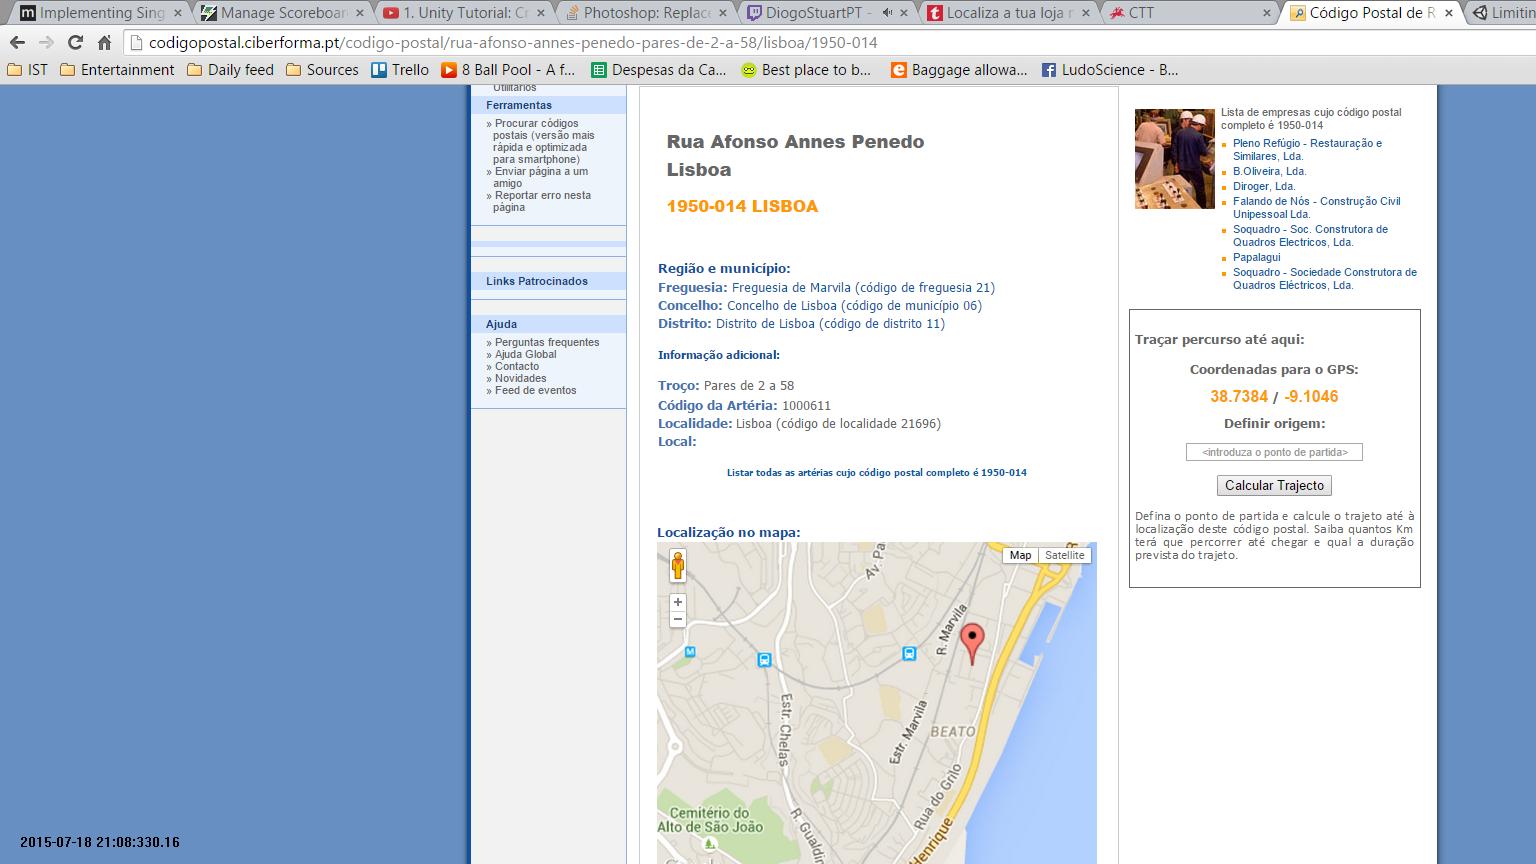 Implementing Sing
Manage Scoreboar
1. Unity Tutorial: Cr
Photoshop: Replace
DiogoStuartPT -
Localiza a tua loja
CTT
Código Postal de R
Limitin
codigopostal.ciberforma.pt/codigo-postal/rua-afonso-annes-penedo-pares-de-2-a-58/lisboa/1950-014
IST
Entertainment
Daily feed
Sources
Trello
8 Ball Pool - A f...
Despesas da Ca...
Best place to b...
Baggage allowa...
LudoScience - B...
Utilitários
Ferramentas
» Procurar códigos
postais (versão mais
rápida e optimizada
para smartphone)
» Enviar página a um
amigo
» Reportar erro nesta
página
Links Patrocinados
Ajuda
» Perguntas frequentes
» Ajuda Global
» Contacto
» Novidades
» Feed de eventos
Rua Afonso Annes Penedo
Lisboa
1950-014 LISBOA
Região e município:
Freguesia: Freguesia de Marvila (código de freguesia 21)
Concelho: Concelho de Lisboa (código de município 06)
Distrito: Distrito de Lisboa (código de distrito 11)
Informação adicional:
Troço: Pares de 2 a 58
Código da Artéria: 1000611
Localidade: Lisboa (código de localidade 21696)
Local:
Listar todas as artérias cujo código postal completo é 1950-014
Localização no mapa:
Map
Satellite
Av. Pa
R. Marvila
M
Estr. Chelas
Estr. Marvila
BEATO
Rua do Grilo
Cemitério do
Alto de São João
R. Gualdin
Henrique
Lista de empresas cujo código postal
completo é 1950-014
Pleno Refúgio - Restauração e
Similares, Lda.
B.Oliveira, Lda.
Diroger, Lda.
Falando de Nós - Construção Civil
Unipessoal Lda.
Soquadro - Soc. Construtora de
Quadros Electricos, Lda.
Papalagui
Soquadro - Sociedade Construtora de
Quadros Eléctricos, Lda.
Traçar percurso até aqui:
Coordenadas para o GPS:
38.7384 / -9.1046
Definir origem:
<introduza o ponto de partida>
Calcular Trajecto
Defina o ponto de partida e calcule o trajeto até à
localização deste código postal. Saiba quantos Km
terá que percorrer até chegar e qual a duração
prevista do trajeto.
2015-07-18 21:08:330.16